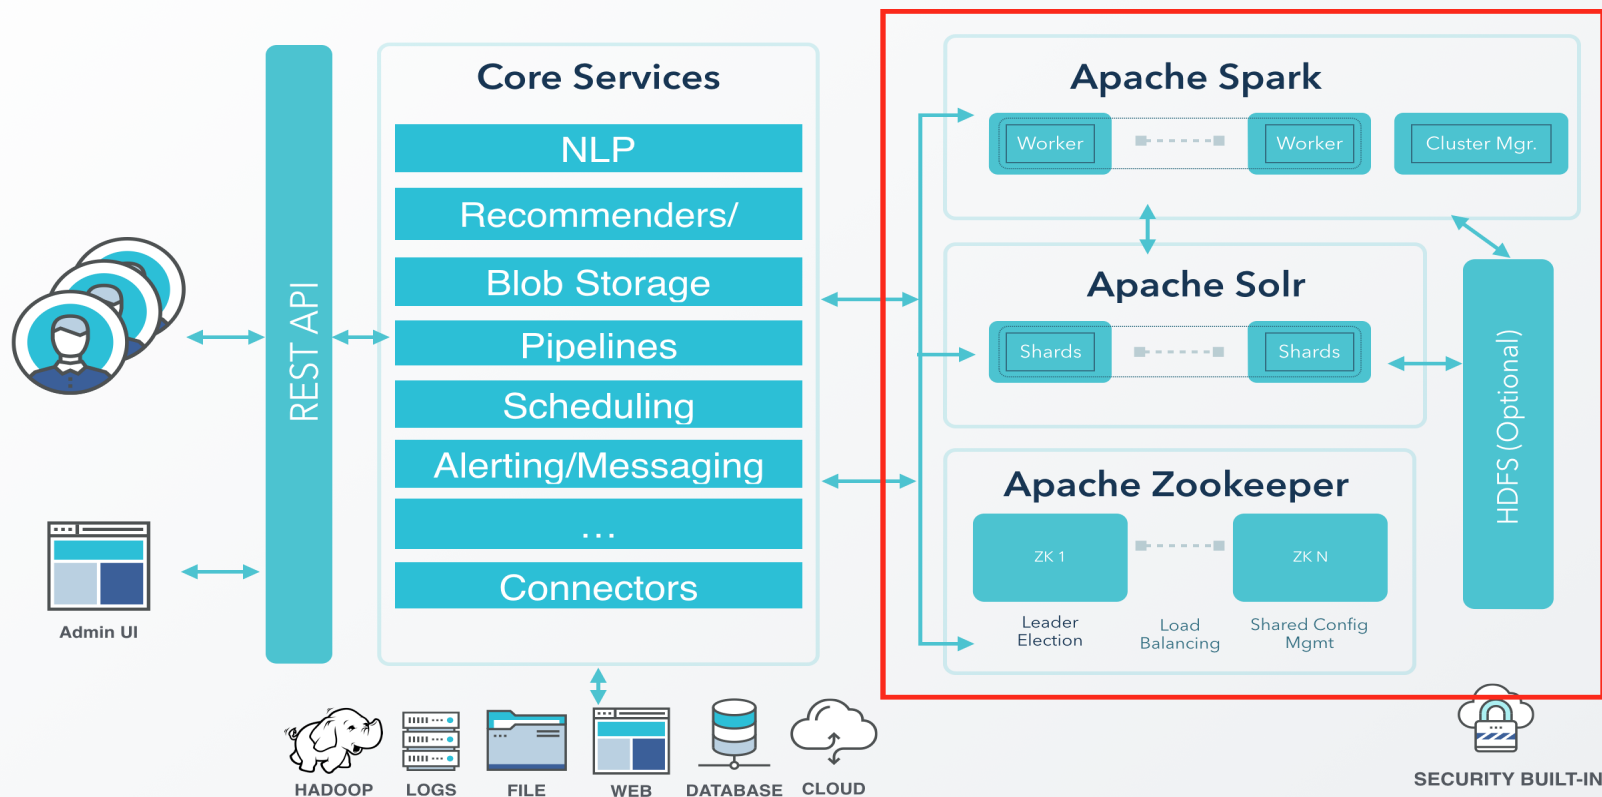 REST API
Core Services
NLP
Recommenders/
Blob Storage
Pipelines
Scheduling
Alerting/Messaging
...
Connectors
Apache Spark
Worker
Worker
Cluster Mgr.
Apache Solr
Shards
Shards
HDFS (Optional)
Apache Zookeeper
ZK 1
ZK N
Leader
Election
Load
Balancing
Shared Config
Mgmt
Admin UI
HADOOP
LOGS
FILE
WEB
DATABASE
CLOUD
SECURITY BUILT-IN